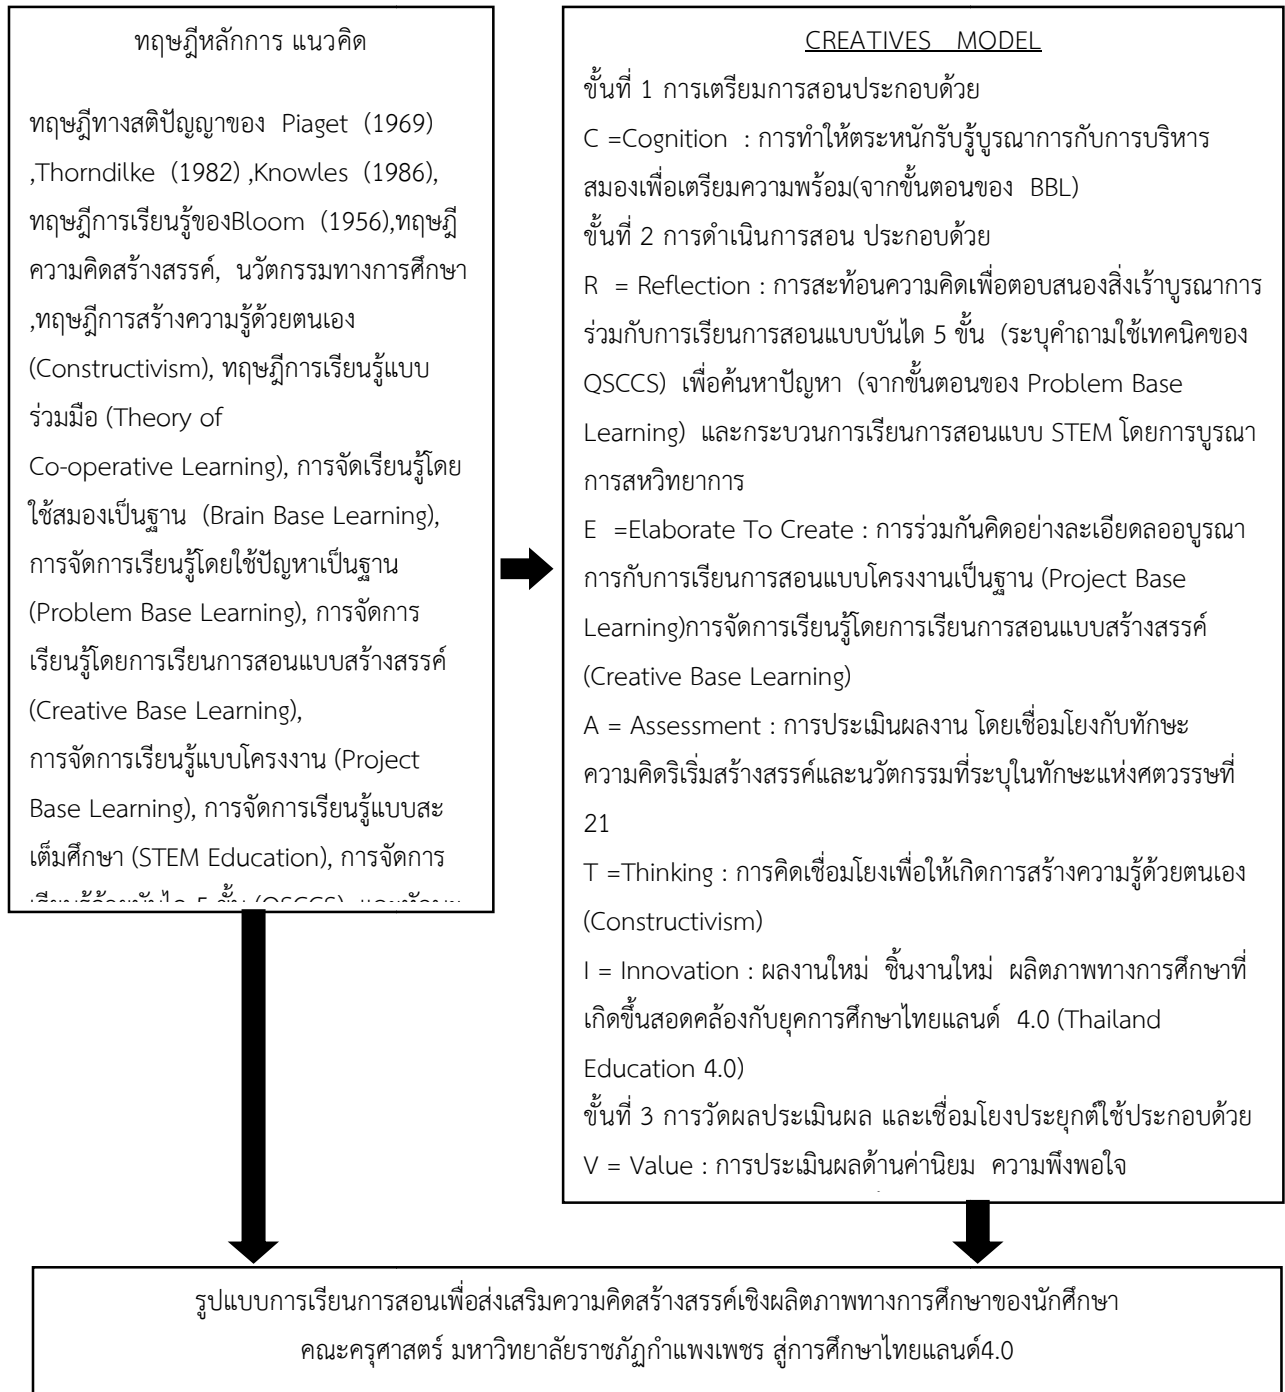 ทฤษฎีหลักการ แนวคิด
ทฤษฎีทางสติปัญญาของ Piaget (1969)
,Thorndilke (1982) ,Knowles (1986),
ทฤษฎีการเรียนรู้ของBloom (1956),ทฤษฎี
ความคิดสร้างสรรค์, นวัตกรรมทางการศึกษา
,ทฤษฎีการสร้างความรู้ด้วยตนเอง
(Constructivism), ทฤษฎีการเรียนรู้แบบ
ร่วมมือ (Theory of
Co-operative Learning), การจัดเรียนรู้โดย
ใช้สมองเป็นฐาน (Brain Base Learning),
การจัดการเรียนรู้โดยใช้ปัญหาเป็นฐาน
(Problem Base Learning), การจัดการ
เรียนรู้โดยการเรียนการสอนแบบสร้างสรรค์
(Creative Base Learning),
การจัดการเรียนรู้แบบโครงงาน (Project
Base Learning), การจัดการเรียนรู้แบบสะ
เต็มศึกษา (STEM Education), การจัดการ
CREATIVES MODEL
ขั้นที่ 1 การเตรียมการสอนประกอบด้วย
C =Cognition : การทำให้ตระหนักรับรู้บูรณาการกับการบริหาร
สมองเพื่อเตรียมความพร้อม(จากขั้นตอนของ BBL)
ขั้นที่ 2 การดำเนินการสอน ประกอบด้วย
R = Reflection : การสะท้อนความคิดเพื่อตอบสนองสิ่งเร้าบูรณาการ
ร่วมกับการเรียนการสอนแบบบันได 5 ขั้น (ระบุคำถามใช้เทคนิคของ
QSCCS) เพื่อค้นหาปัญหา (จากขั้นตอนของ Problem Base
Learning) และกระบวนการเรียนการสอนแบบ STEM โดยการบูรณา
การสหวิทยาการ
E =Elaborate To Create : การร่วมกันคิดอย่างละเอียดลออบูรณา
การกับการเรียนการสอนแบบโครงงานเป็นฐาน (Project Base
Learning)การจัดการเรียนรู้โดยการเรียนการสอนแบบสร้างสรรค์
(Creative Base Learning)
A = Assessment : การประเมินผลงาน โดยเชื่อมโยงกับทักษะ
ความคิดริเริ่มสร้างสรรค์และนวัตกรรมที่ระบุในทักษะแห่งศตวรรษที่
21
T =Thinking : การคิดเชื่อมโยงเพื่อให้เกิดการสร้างความรู้ด้วยตนเอง
(Constructivism)
I = Innovation : ผลงานใหม่ ชิ้นงานใหม่ ผลิตภาพทางการศึกษาที่
เกิดขึ้นสอดคล้องกับยุคการศึกษาไทยแลนด์ 4.0 (Thailand
Education 4.0)
ขั้นที่ 3 การวัดผลประเมินผล และเชื่อมโยงประยุกต์ใช้ประกอบด้วย
V = Value : การประเมินผลด้านค่านิยม ความพึงพอใจ
รูปแบบการเรียนการสอนเพื่อส่งเสริมความคิดสร้างสรรค์เชิงผลิตภาพทางการศึกษาของนักศึกษา
คณะครุศาสตร์ มหาวิทยาลัยราชภัฏกำแพงเพชร สู่การศึกษาไทยแลนด์4.0